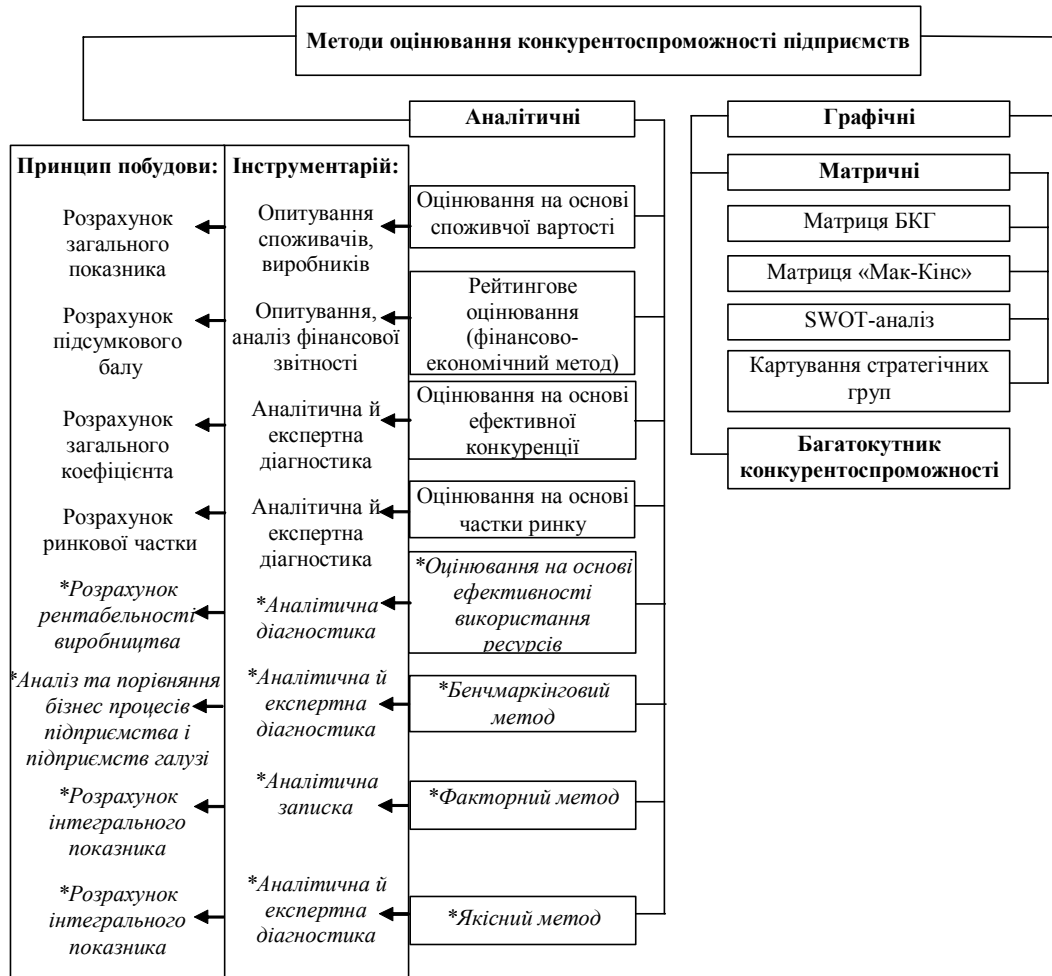 Методи оцінювання конкурентоспроможності підприємств
Аналітичні
Принцип побудови:
Інструментарій:
Розрахунок
загального
показника
Опитування
споживачів,
виробників
Оцінювання на основі
споживчої вартості
Розрахунок
підсумкового
балу
Опитування,
аналіз фінансової
звітності
Рейтингове
оцінювання
(фінансово-
економічний метод)
Розрахунок
загального
коефіцієнта
Аналітична й
експертна
діагностика
Оцінювання на основі
ефективної
конкуренції
Розрахунок
ринкової частки
Аналітична й
експертна
діагностика
Оцінювання на основі
частки ринку
*Розрахунок
рентабельності
виробництва
*Аналітична
діагностика
*Оцінювання на основі
ефективності
використання
ресурсів
*Аналіз та порівняння
бізнес процесів
підприємства і
підприємств галузі
*Аналітична й
експертна
діагностика
*Бенчмаркінговий
метод
*Розрахунок
інтегрального
показника
*Аналітична
записка
*Факторний метод
*Розрахунок
інтегрального
показника
*Аналітична й
експертна
діагностика
*Якісний метод
Графічні
Матричні
Матриця БКГ
Матриця «Мак-Кінс»
SWOT-аналіз
Картування стратегічних
груп
Багатокутник
конкурентоспроможності